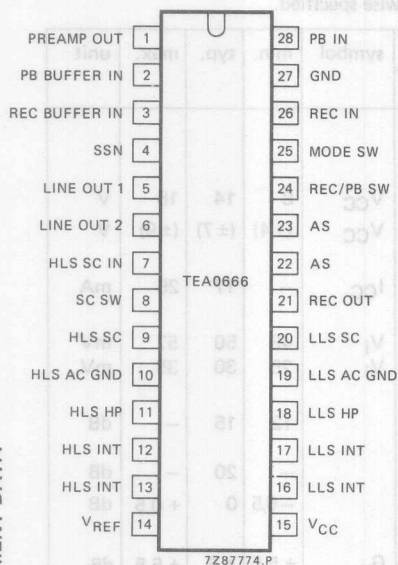 PREAMP OUT 1 28 PB IN
PB BUFFER IN 2 27 GND
REC BUFFER IN 3 26 REC IN
SSN 4 25 MODE SW
LINE OUT 1 5 24 REC/PB SW
LINE OUT 2 6 23 AS
HLS SC IN 7 22 AS
TEA0666
SC SW 8 21 REC OUT
HLS SC 9 20 LLS SC
HLS AC GND 10 19 LLS AC GND
HLS HP 11 18 LLS HP
HLS INT 12 17 LLS INT
HLS INT 13 16 LLS INT
VREF 14 15 VCC
7Z87774.P